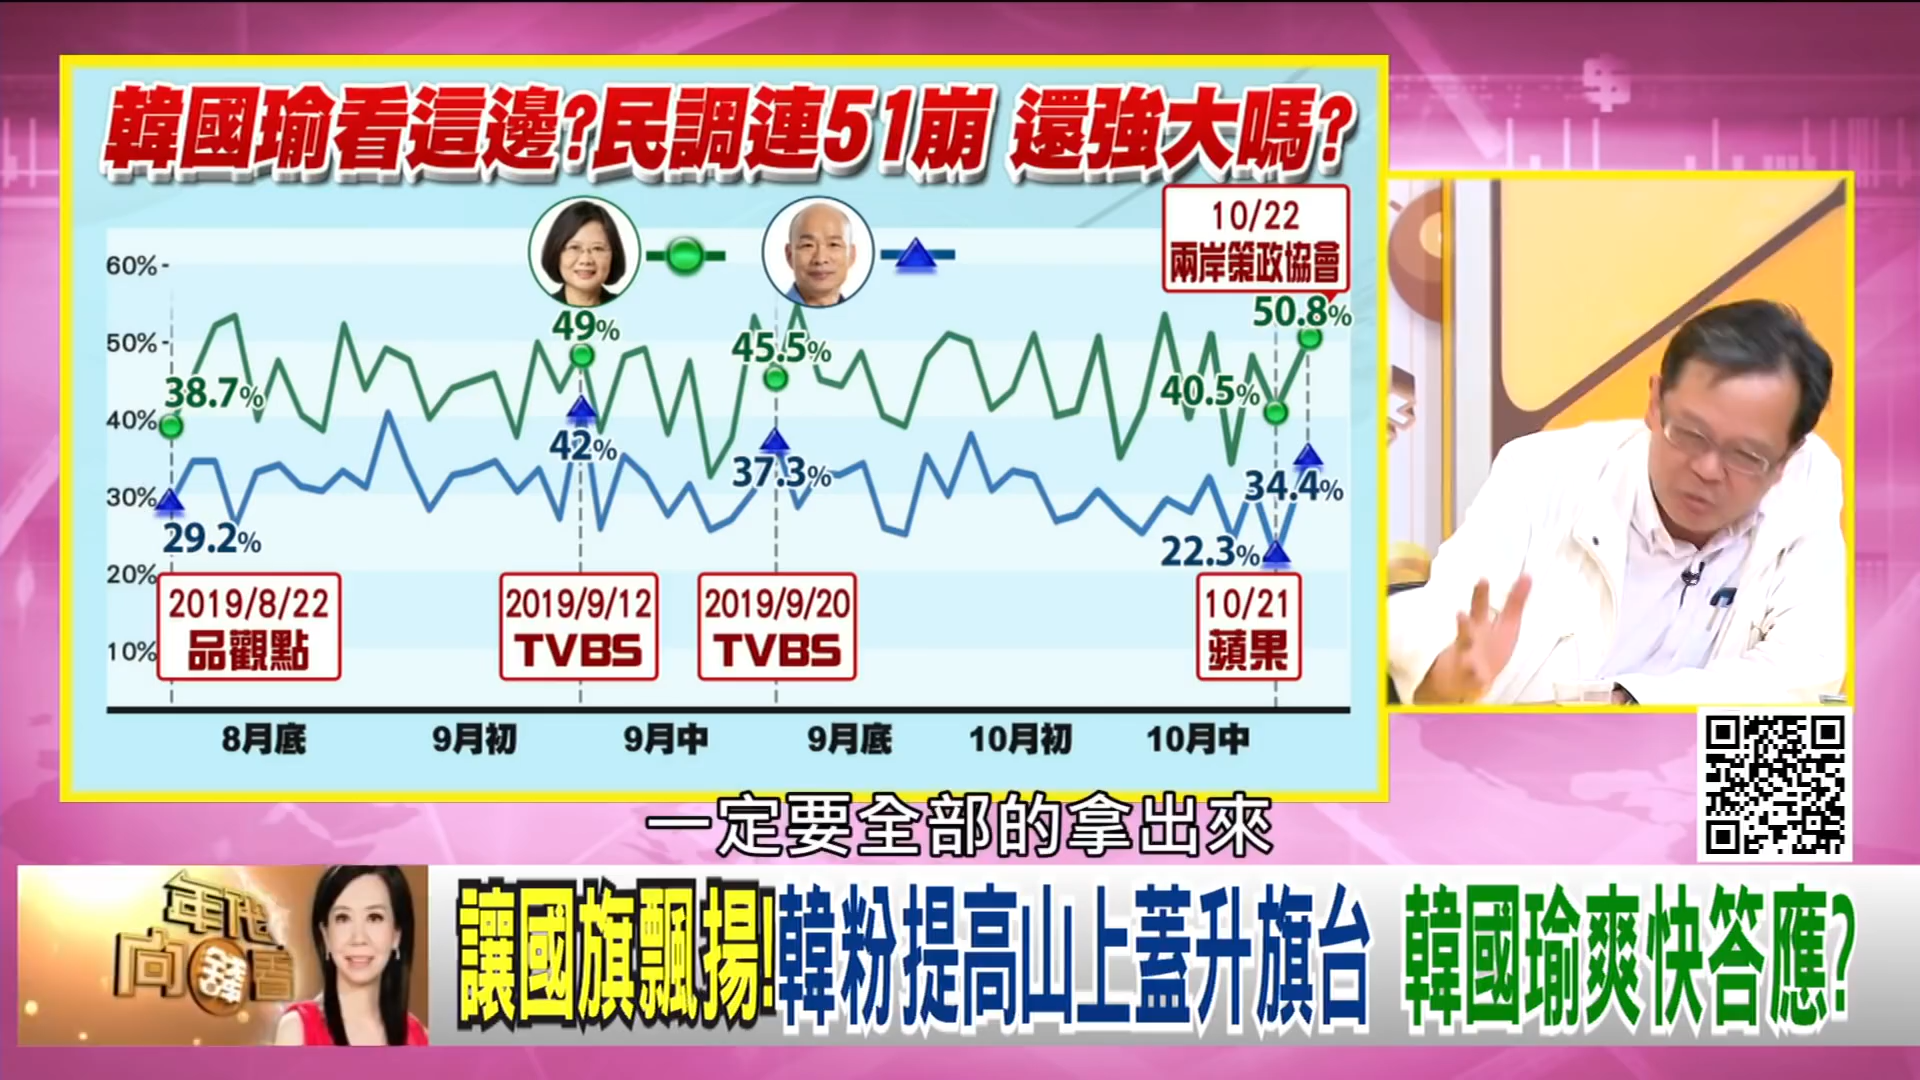 韓國瑜看這邊?民調連51崩 還強大嗎?
10/22
兩岸策政協會
60%
50%
40%
30%
20%
10%
49%
45.5%
50.8%
38.7%
40.5%
42%
37.3%
34.4%
29.2%
22.3%
2019/8/22
品觀點
2019/9/12
TVBS
2019/9/20
TVBS
10/21
蘋果
8月底
9月初
9月中
9月底
10月初
10月中
一定要全部的拿出來
年代
向錢看
讓國旗飄揚!韓粉提高山上蓋升旗台 韓國瑜爽快答應?